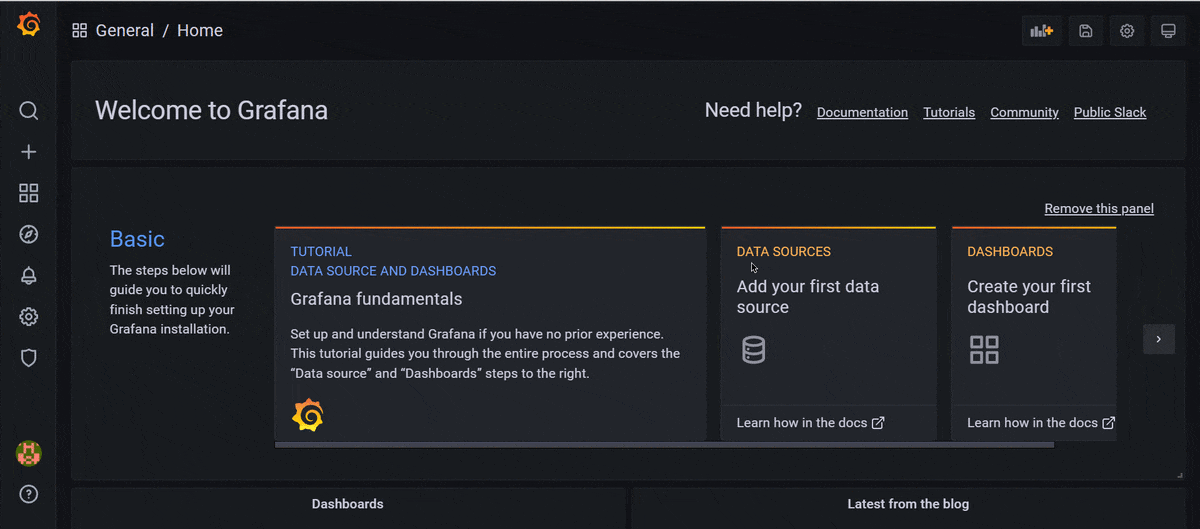 General / Home
Welcome to Grafana
Need help? Documentation Tutorials Community Public Slack
Remove this panel
Basic
The steps below will
guide you to quickly
finish setting up your
Grafana installation.
TUTORIAL
DATA SOURCE AND DASHBOARDS
Grafana fundamentals
Set up and understand Grafana if you have no prior experience.
This tutorial guides you through the entire process and covers the
“Data source” and “Dashboards” steps to the right.
DATA SOURCES
Add your first data
source
Learn how in the docs
DASHBOARDS
Create your first
dashboard
Learn how in the docs
Dashboards
Latest from the blog